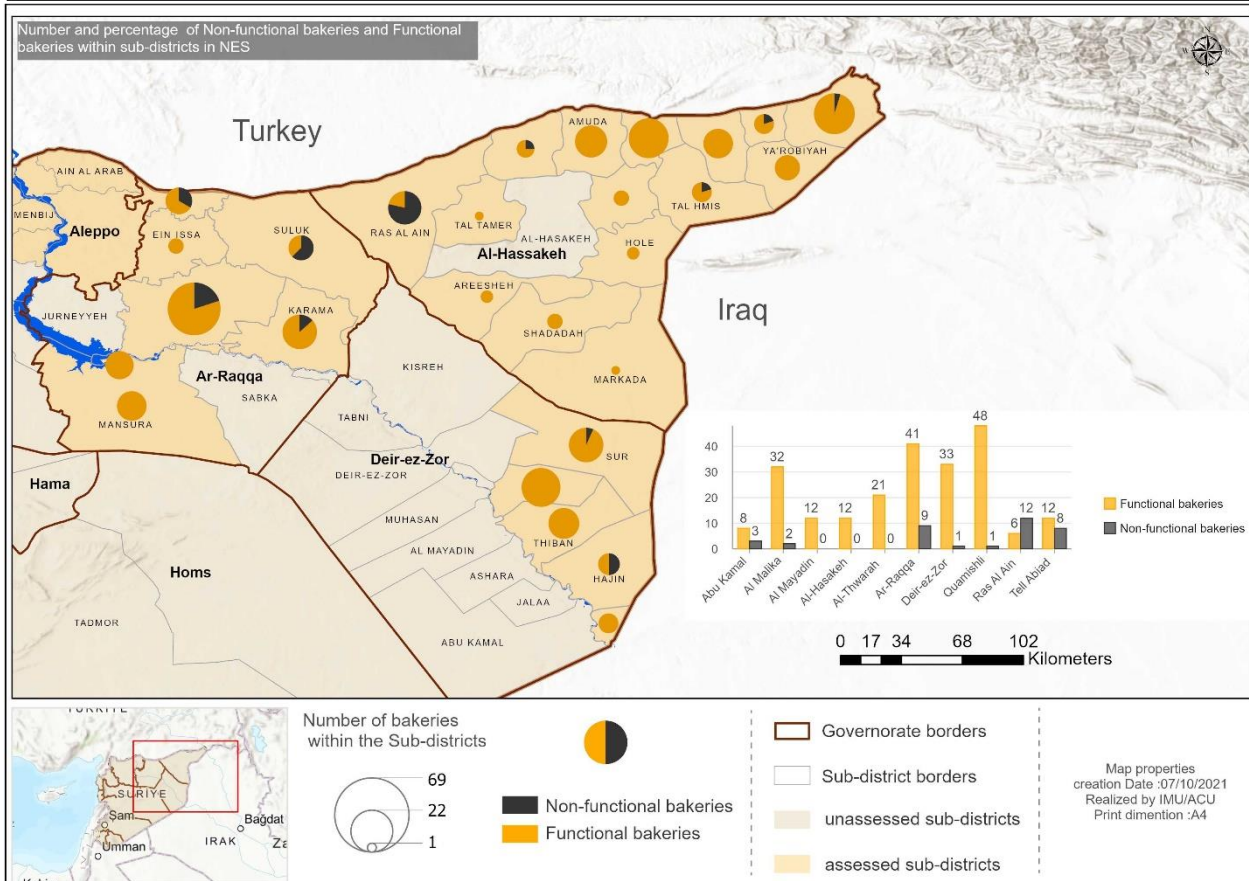 Number and percentage of Non-functional bakeries and Functional
bakeries within sub-districts in NES
N
W
E
S
Turkey
AMUDA
YA'ROBIYAH
AIN AL ARAB
MENBIJ
Aleppo
EIN ISSA
SULUK
RAS AL AIN
TAL TAMER
TAL HMIS
AL-HASAKEH
Al-Hassakeh
HOLE
JURNEYYEH
KARAMA
AREESHEH
SHADADAH
Iraq
MARKADA
KISREH
Ar-Raqqa
SABKA
MANSURA
TABNI
SUR
Deir-ez-Zor
DEIR-EZ-ZOR
Hama
MUHASAN
THIBAN
AL MAYADIN
HAJIN
ASHARA
Homs
JALAA
TADMOR
ABU KAMAL
40
30
20
10
0
8 3
32 2
12 0
12 0
21 0
41 9
33 1
48 1
6 12
12 8
Abu Kamal
Al Malika
Al Mayadin
Al-Hasakeh
Al-Thwarah
Ar-Raqqa
Deir-ez-Zor
Quamishli
Ras Al Ain
Tell Abiad
Functional bakeries
Non-functional bakeries
0 17 34 68 102
Kilometers
SURİYE
Şam
Umman
IRAK
Bağdat
Za
Number of bakeries
within the Sub-districts
69
22
1
Non-functional bakeries
Functional bakeries
Governorate borders
Sub-district borders
unassessed sub-districts
assessed sub-districts
Map properties
creation Date :07/10/2021
Realized by IMU/ACU
Print dimention :A4